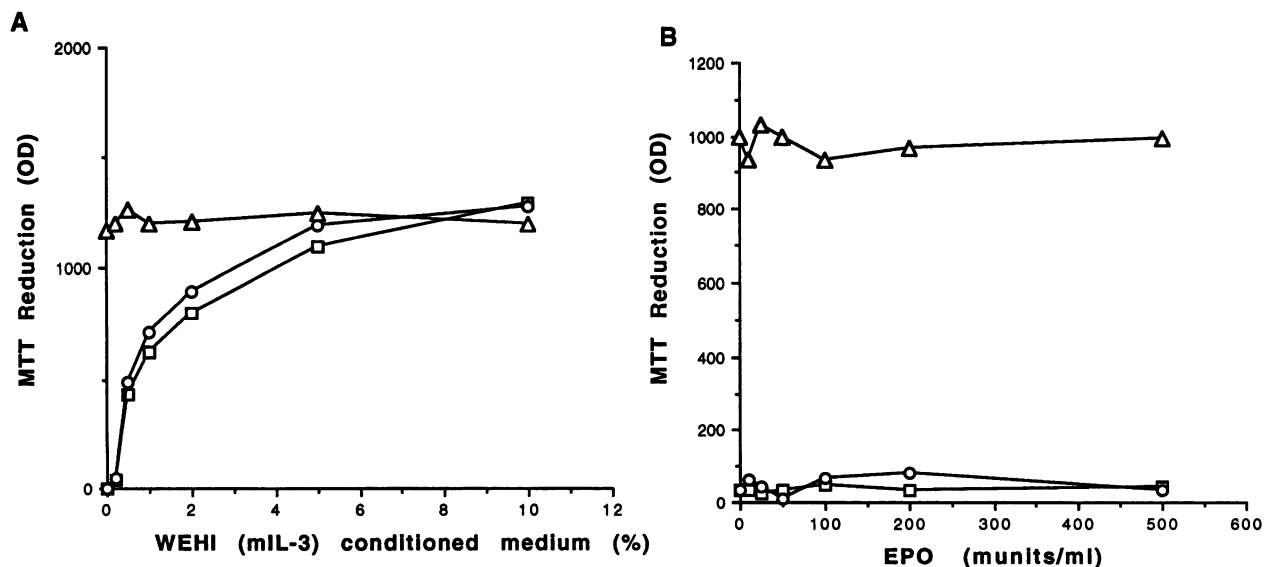 A
2000
1000
0
MTT Reduction (OD)
0 2 4 6 8 10 12
WEHI (mIL-3) conditioned medium (%)
B
1200
1000
800
600
400
200
0
MTT Reduction (OD)
0 100 200 300 400 500 600
EPO (munits/ml)